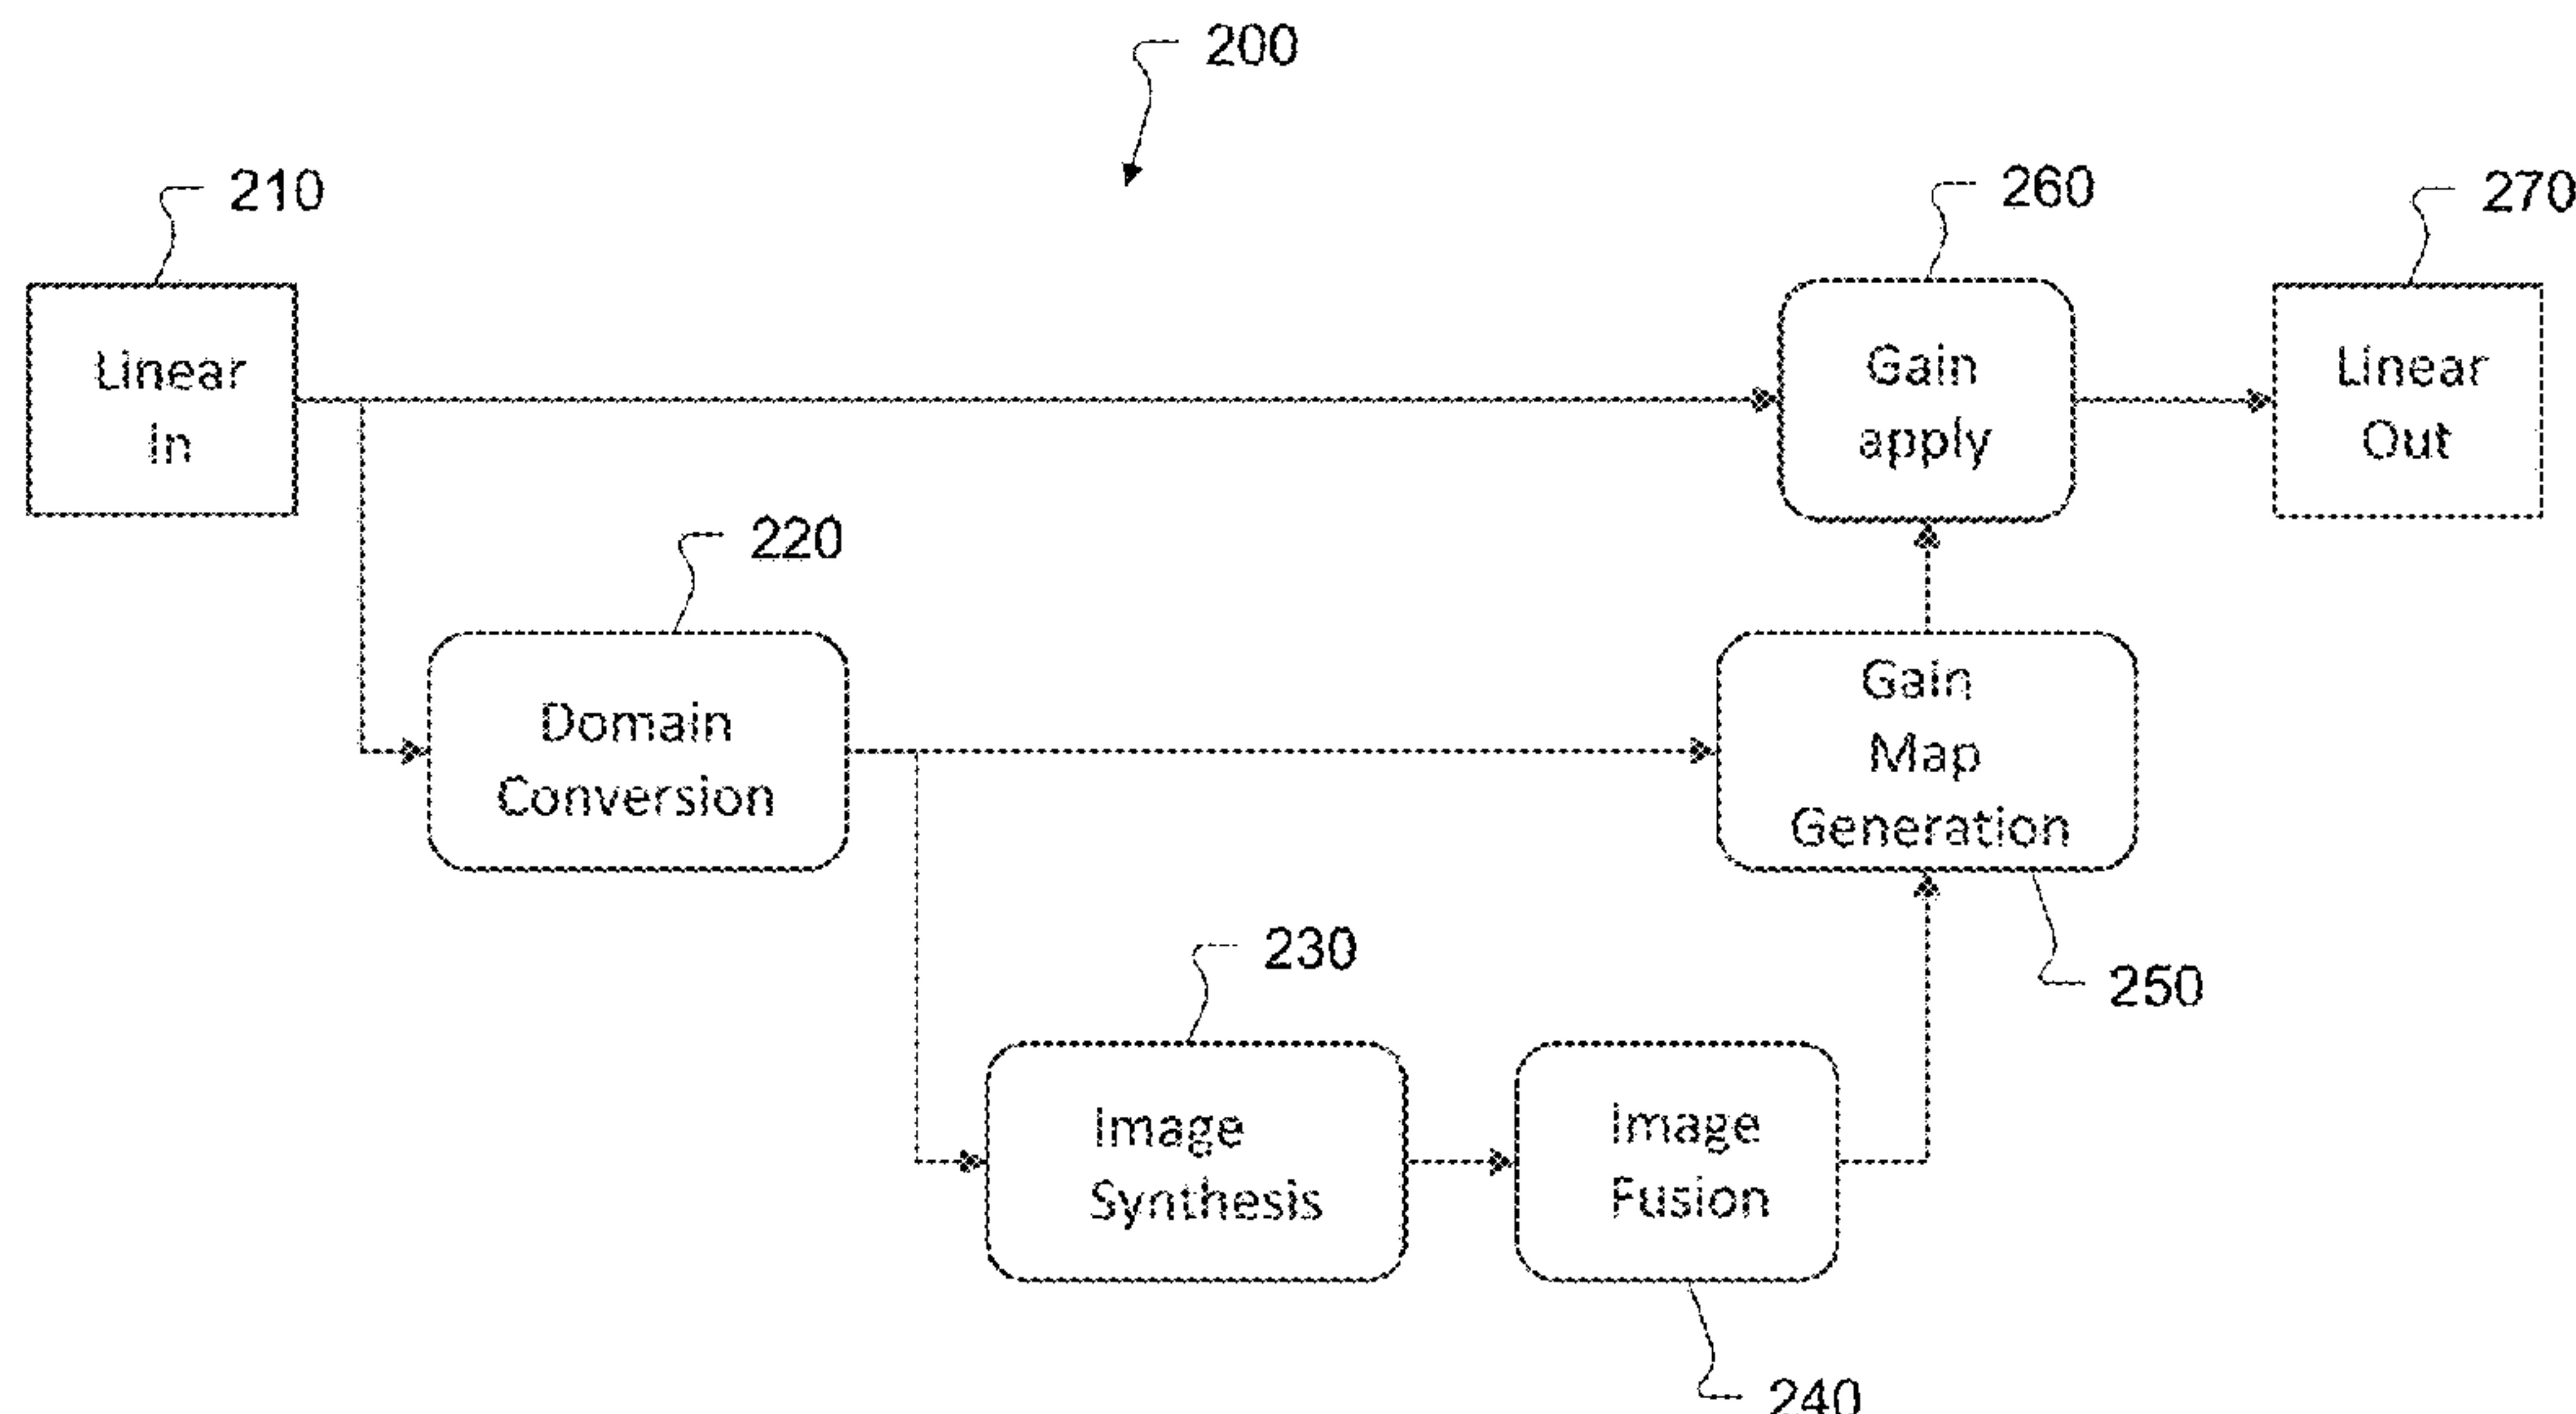 200
210
260
270
Linear
In
Gain
apply
Linear
Out
220
Domain
Conversion
Gain
Map
Generation
230
250
Image
Synthesis
Image
Fusion
240